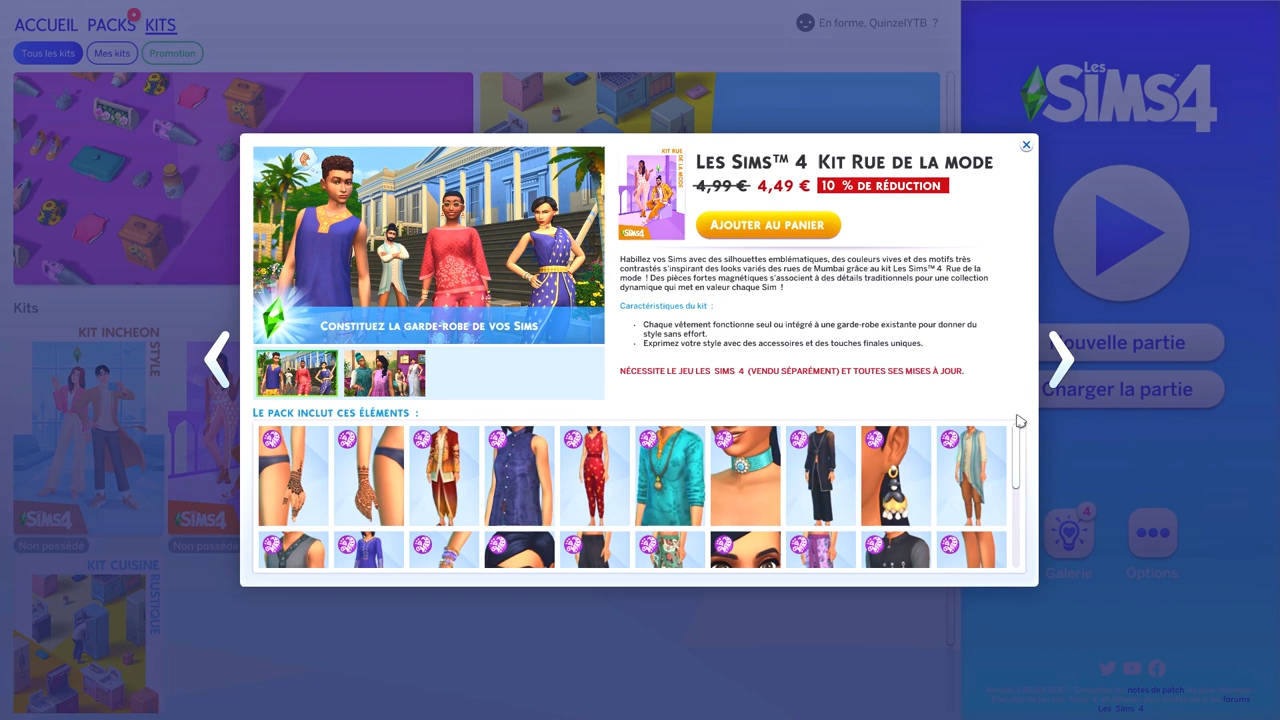 ACCUEIL PACKS KITS
En forme, QuinzelYTB ?
Tous les kits Mes kits Promotion
Les SIMS 4
KIT RUE DE LA MODE
SIMS4
LES SIMS™ 4 KIT RUE DE LA MODE
4,99 € 4,49 € 10 % DE RÉDUCTION
AJOUTER AU PANIER
Habillez vos Sims avec des silhouettes emblématiques, des couleurs vives et des motifs très
contrastés s'inspirant des looks variés des rues de Mumbai grâce au kit Les Sims™ 4 Rue de la
mode ! Des pièces fortes magnétiques s'associent à des détails traditionnels pour une collection
dynamique qui met en valeur chaque Sim !
Caractéristiques du kit :
· Chaque vêtement fonctionne seul ou intégré à une garde-robe existante pour donner du
style sans effort.
· Exprimez votre style avec des accessoires et des touches finales uniques.
NÉCESSITE LE JEU LES SIMS 4 (VENDU SÉPARÉMENT) ET TOUTES SES MISES À JOUR.
CONSTITUEZ LA GARDE-ROBE DE VOS SIMS
LE PACK INCLUT CES ÉLÉMENTS :
Kits
KIT INCHEON
STYLE
SIMS4
SIMS4
Non possédé
Non possédé
KIT CUISINE
RUSTIQUE
ouvelle partie
Charger la partie
4
Galerie
Options
notes de patch
forums
Les Sims 4